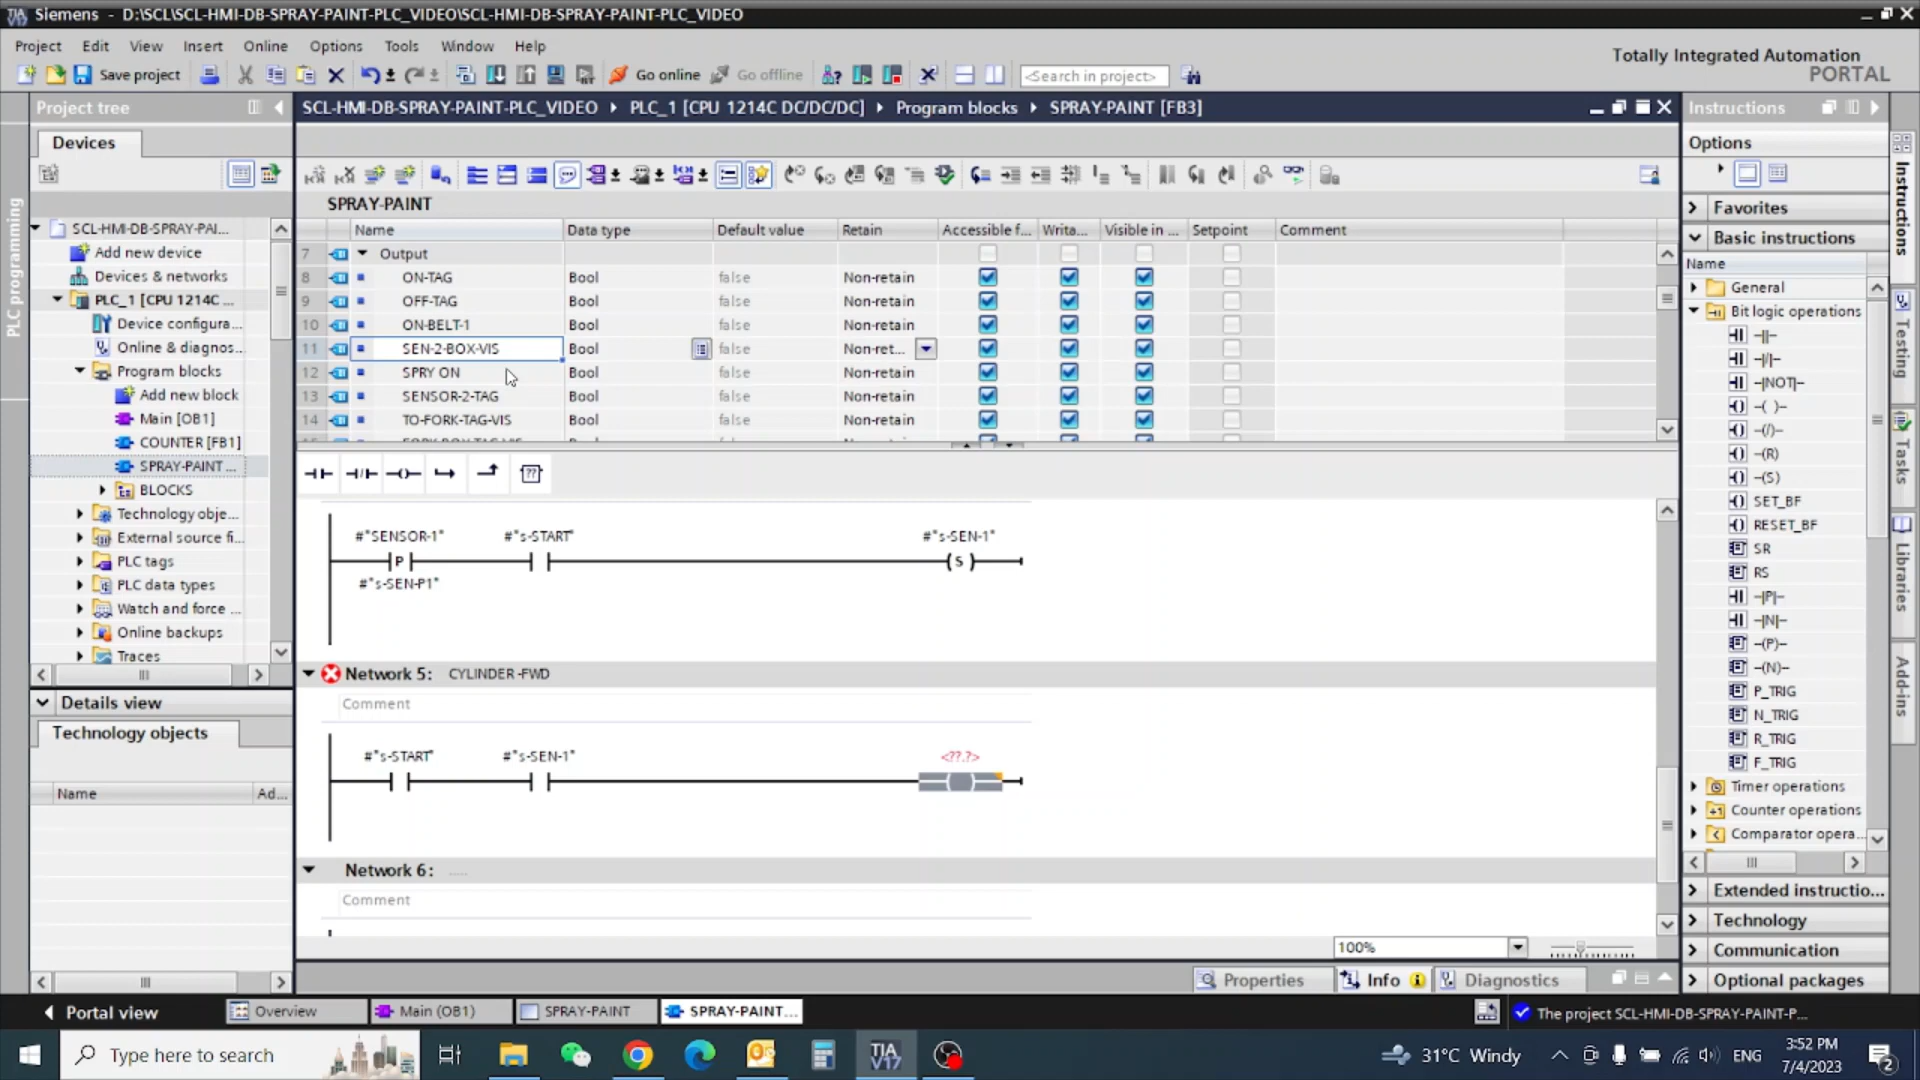 Siemens - D:\SCL\SCL-HMI-DB-SPRAY-PAINT-PLC_VIDEO\SCL-HMI-DB-SPRAY-PAINT-PLC_VIDEO
Project Edit View Insert Online Options Tools Window Help
Totally Integrated Automation
PORTAL
Save project
Go online
Go offline
<Search in project>
Project tree
SCL-HMI-DB-SPRAY-PAINT-PLC_VIDEO PLC_1 [CPU 1214C DC/DC/DC] Program blocks SPRAY-PAINT [FB3]
Instructions
Devices
Options
PLC programming
SPRAY-PAINT
Name Data type Default value Retain Accessible f... Writa... Visible in ... Setpoint Comment
7 Output
8 ON-TAG Bool false Non-retain
9 OFF-TAG Bool false Non-retain
10 ON-BELT-1 Bool false Non-retain
11 SEN-2-BOX-VIS Bool false Non-ret...
12 SPRY ON Bool false Non-retain
13 SENSOR-2-TAG Bool false Non-retain
14 TO-FORK-TAG-VIS Bool false Non-retain
SCL-HMI-DB-SPRAY-PAI...
Add new device
Devices & networks
PLC_1 [CPU 1214C ...
Device configura...
Online & diagnos...
Program blocks
Add new block
Main [OB1]
COUNTER [FB1]
SPRAY-PAINT ...
BLOCKS
Technology obje...
External source fi...
PLC tags
PLC data types
Watch and force ...
Online backups
Traces
Details view
Technology objects
Name Ad...
#"SENSOR-1" #"s-START" #"s-SEN-1"
P S
#"s-SEN-P1"
Network 5: CYLINDER -FWD
Comment
#"s-START" #"s-SEN-1" <??.?>
Network 6: .....
Comment
100%
Properties Info Diagnostics
Favorites
Basic instructions
Name
General
Bit logic operations
-||-
-|/|-
-|NOT|-
-( )-
-(/)-
-(R)
-(S)
SET_BF
RESET_BF
SR
RS
-|P|-
-|N|-
-(P)-
-(N)-
P_TRIG
N_TRIG
R_TRIG
F_TRIG
Timer operations
Counter operations
Comparator opera...
Extended instructio...
Technology
Communication
Optional packages
Instructions
Testing
Tasks
Libraries
Add-ins
Portal view Overview Main (OB1) SPRAY-PAINT SPRAY-PAINT... The project SCL-HMI-DB-SPRAY-PAINT-P...
Type here to search
TIA
V17
31°C Windy
ENG
3:52 PM
7/4/2023
2